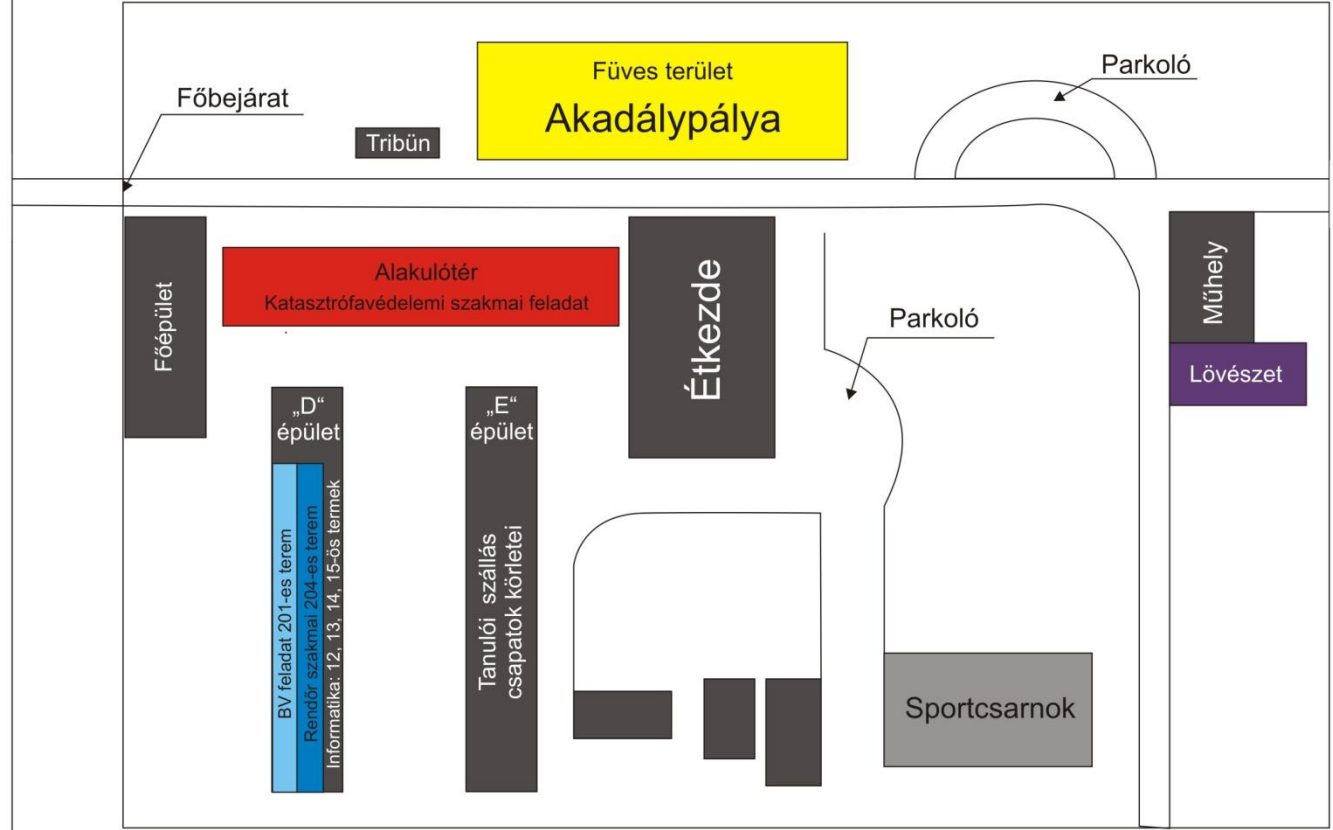 Füves terület
Akadálypálya
Parkoló
Főbejárat
Tribün
Főépület
Alakulótér
Katasztrófavédelmi szakmai feladat
Étkezde
Parkoló
Műhely
Lövészet
„D“
épület
BV feladat 201-es terem
Rendőr szakmai 204-es terem
Informatika: 12, 13, 14, 15-ös termek
„E“
épület
Tanulói szállás
csapatok körletei
Sportcsarnok